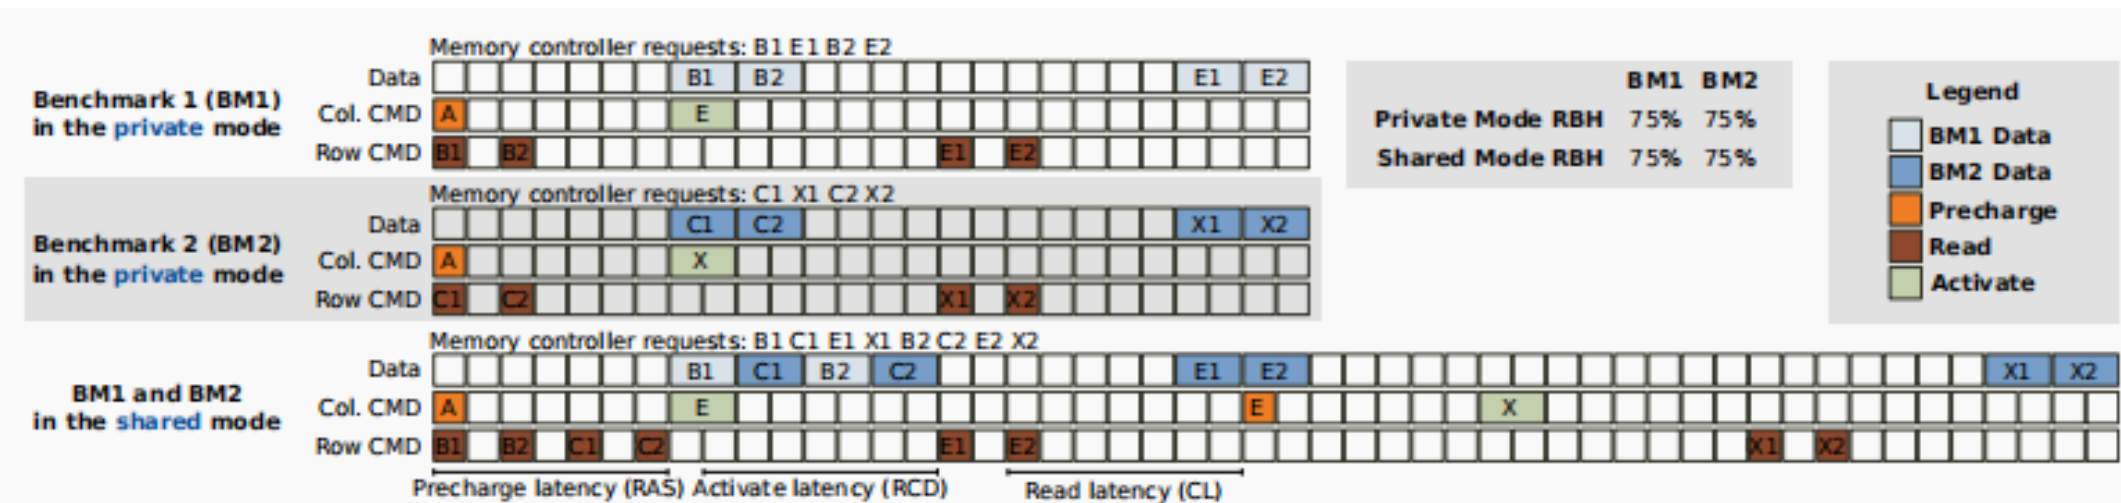 Memory controller requests: B1 E1 B2 E2
Benchmark 1 (BM1)
in the private mode
Data B1 B2 E1 E2
Col. CMD A E
Row CMD B1 B2 E1 E2
BM1 BM2
Private Mode RBH 75% 75%
Shared Mode RBH 75% 75%
Legend
BM1 Data
BM2 Data
Precharge
Read
Activate
Memory controller requests: C1 X1 C2 X2
Benchmark 2 (BM2)
in the private mode
Data C1 C2 X1 X2
Col. CMD A X
Row CMD C1 C2 X1 X2
Memory controller requests: B1 C1 E1 X1 B2 C2 E2 X2
BM1 and BM2
in the shared mode
Data B1 C1 B2 C2 E1 E2 X1 X2
Col. CMD A E E X
Row CMD B1 B2 C1 C2 E1 E2 X1 X2
Precharge latency (RAS) Activate latency (RCD) Read latency (CL)